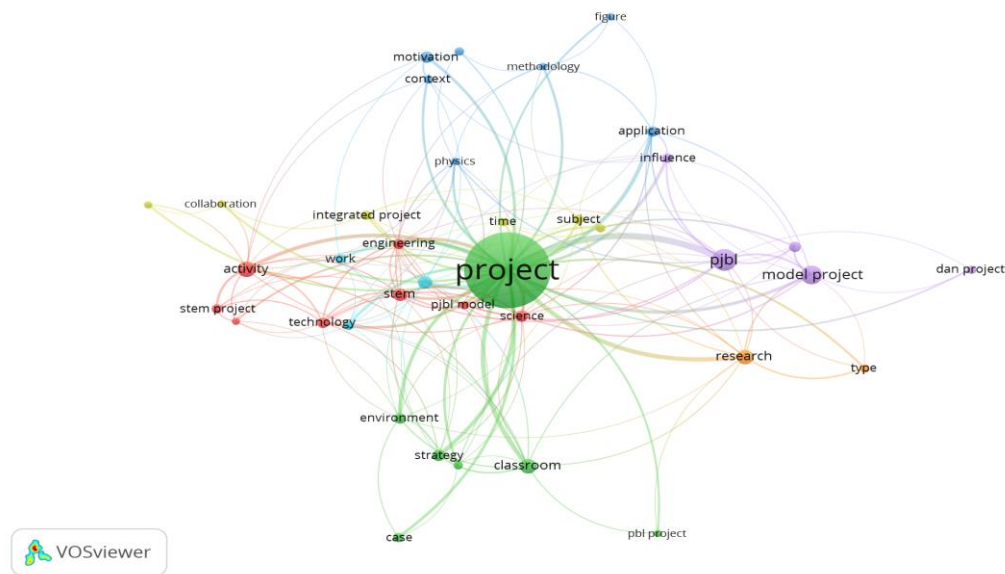 figure
motivation
methodology
context
application
influence
physics
collaboration
integrated project
time
subject
engineering
work
activity
project
pjbl
model project
dan project
stem
pjbl model
stem project
technology
science
research
type
environment
strategy
classroom
case
pbl project
VOSviewer